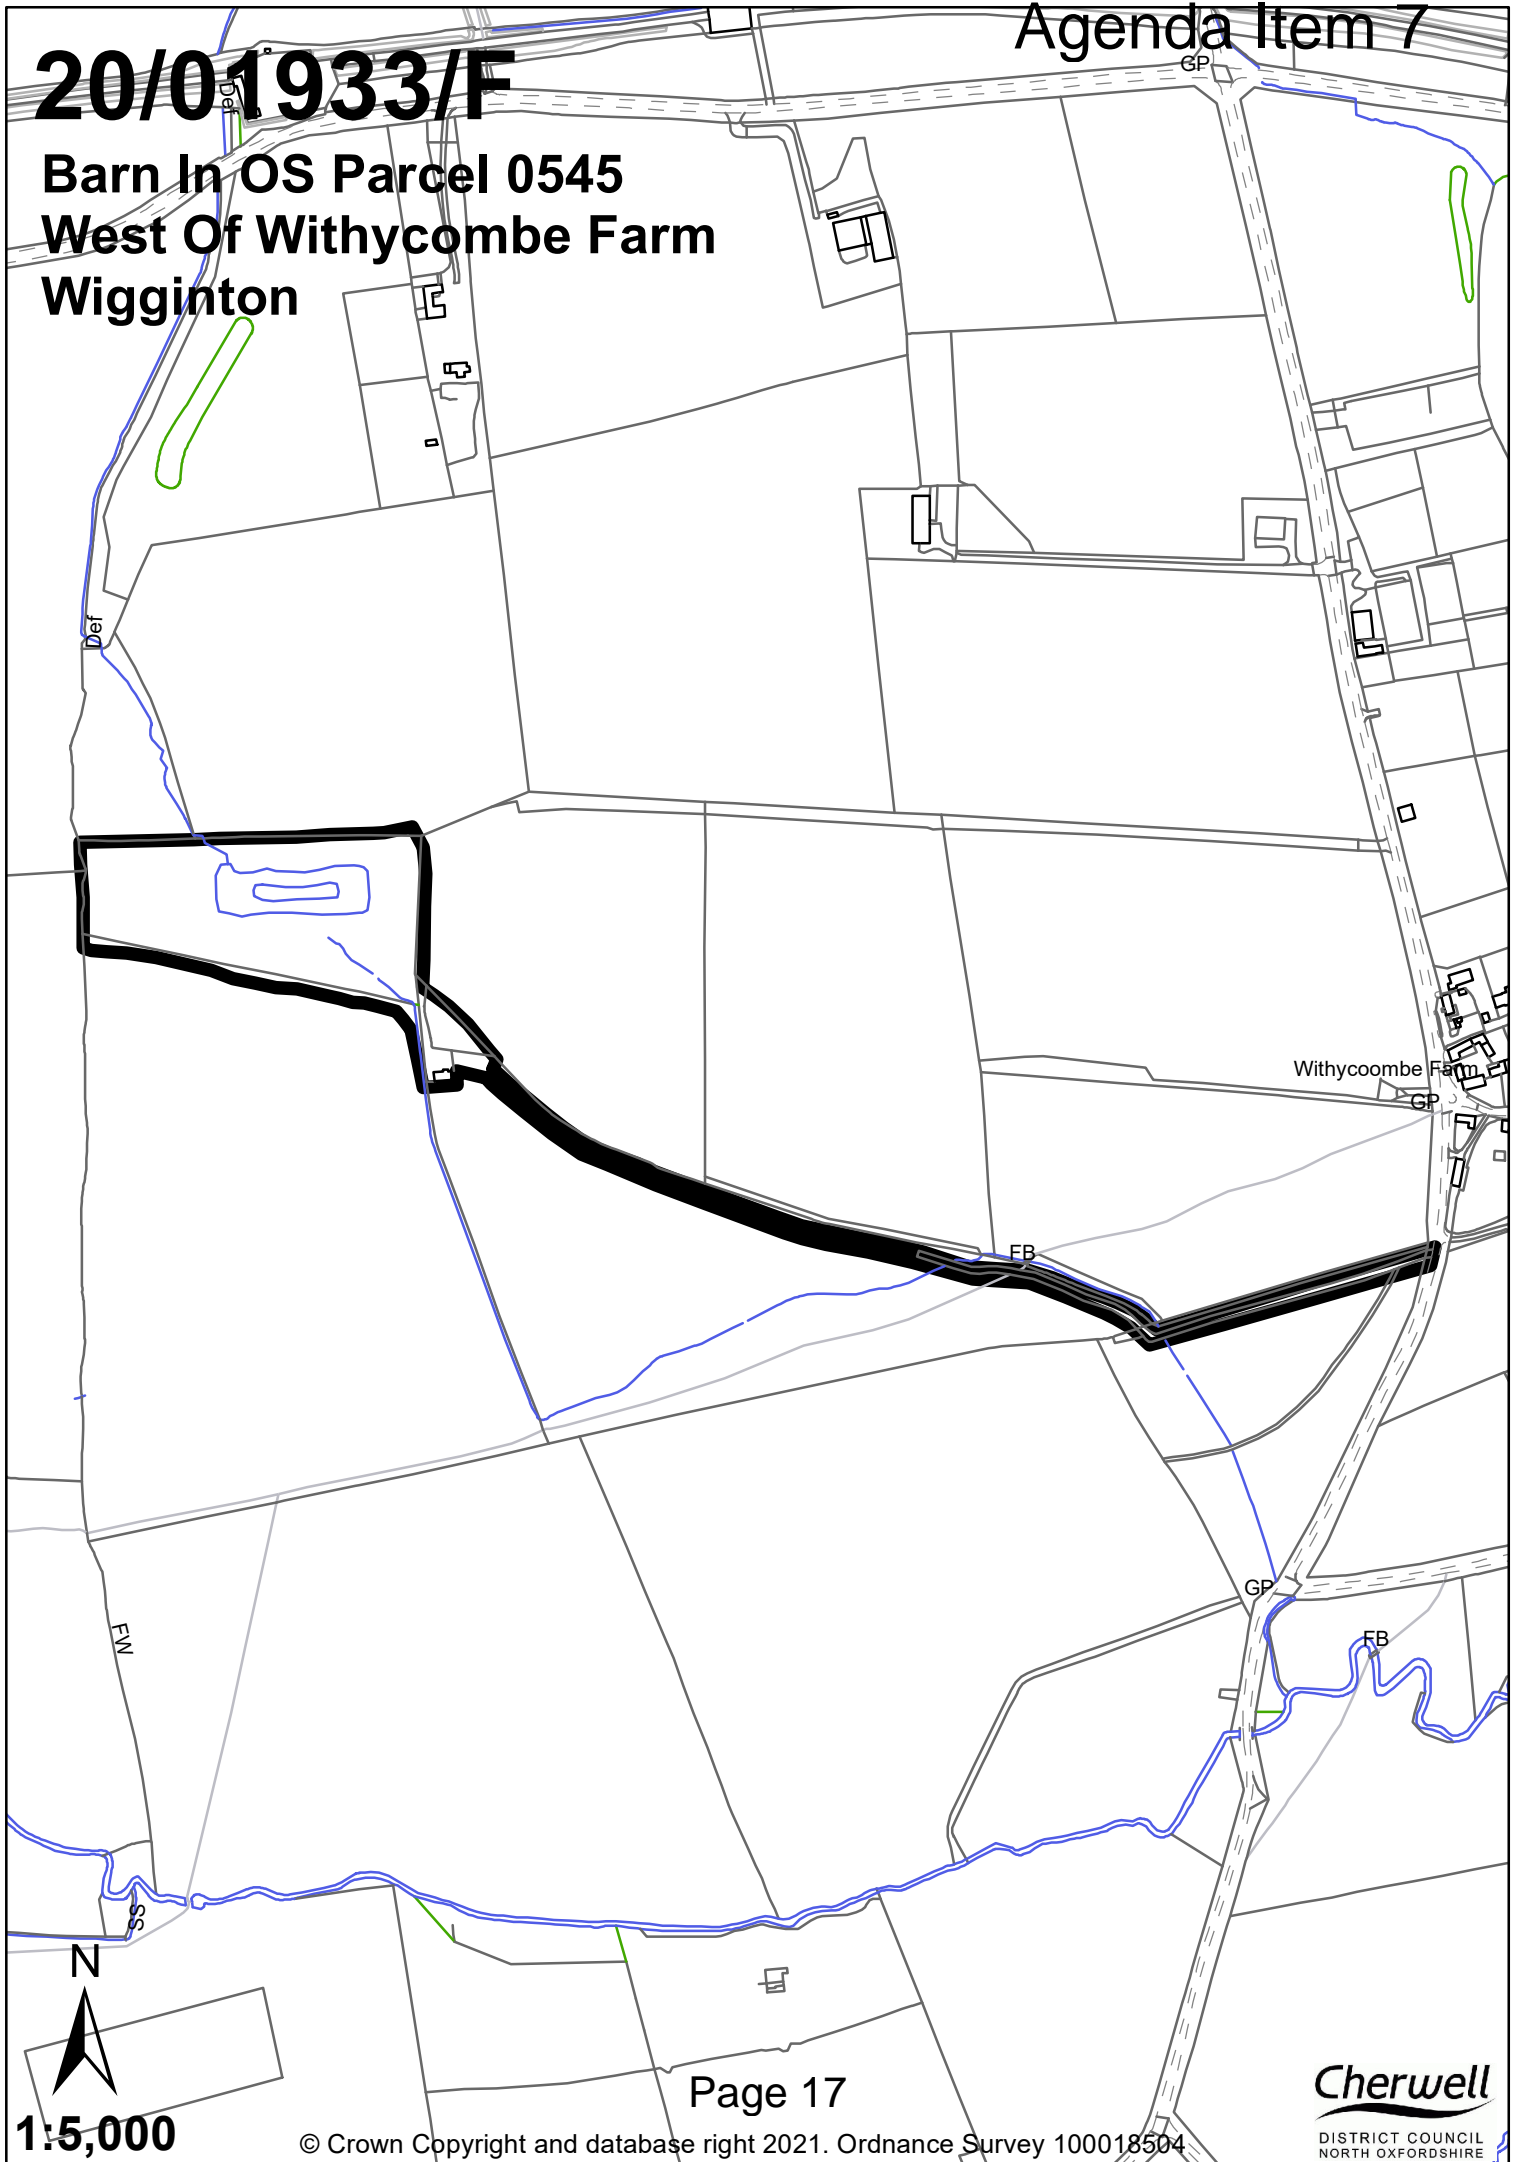 Agenda Item 7
20/01933/F
Barn In OS Parcel 0545
West Of Withycombe Farm
Wigginton
GP
Def
Def
Withycoombe Farm
GP
FB
GP
FB
FW
SS
N
1:5,000
Page 17
© Crown Copyright and database right 2021. Ordnance Survey 100018504
Cherwell
DISTRICT COUNCIL
NORTH OXFORDSHIRE